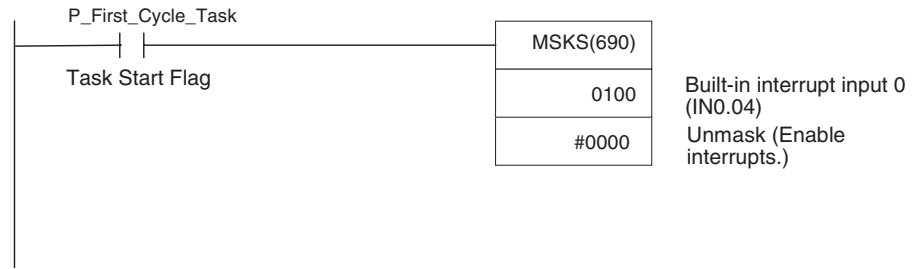 P_First_Cycle_Task
MSKS(690)
Task Start Flag
0100
Built-in interrupt input 0
(IN0.04)
#0000
Unmask (Enable
interrupts.)